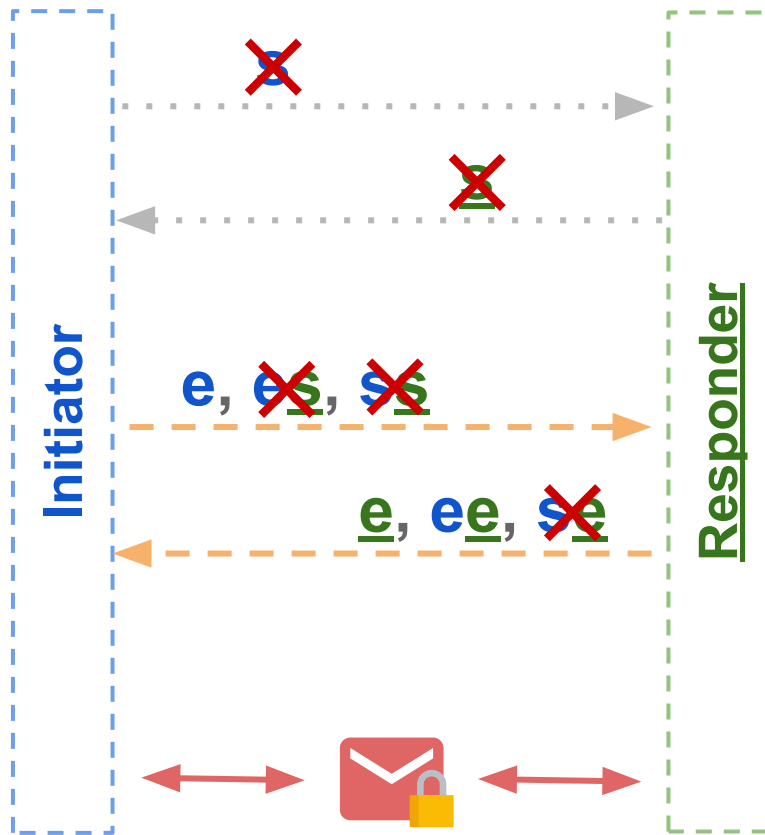 s
s
Initiator
Responder
e, es, ss
e, ee, se